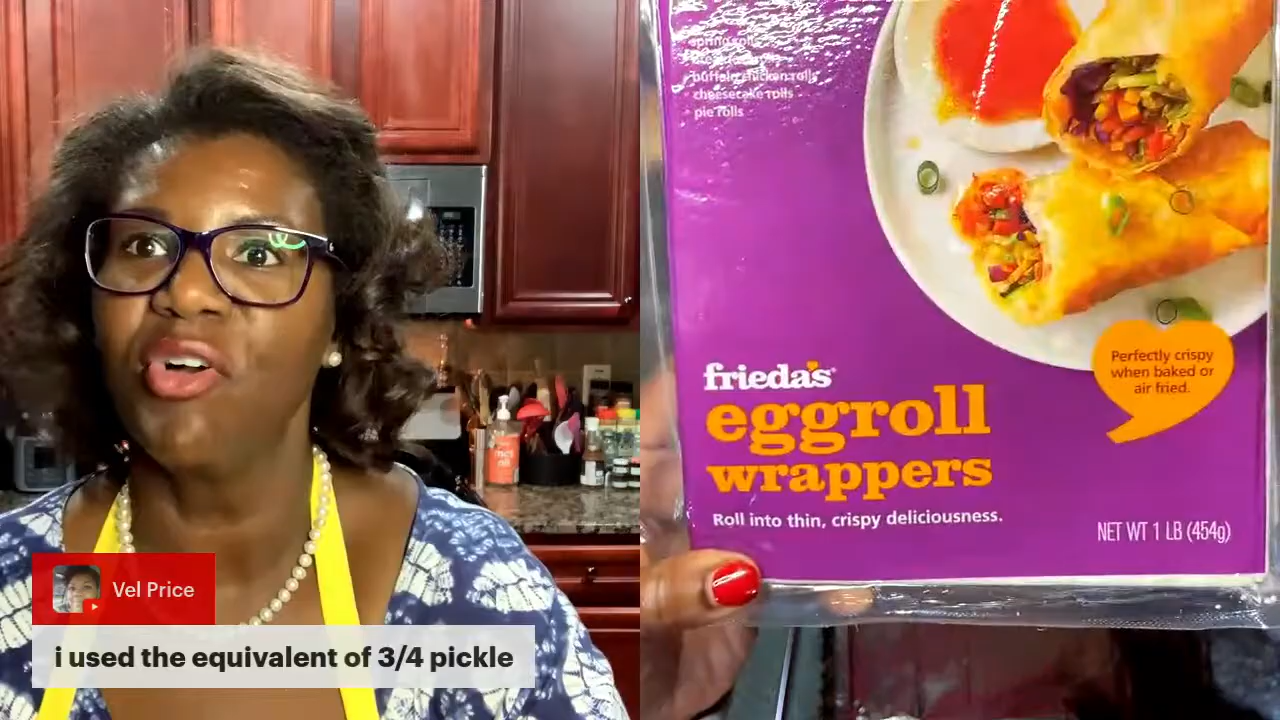 spring rolls
buffalo chicken rolls
cheesecake rolls
pie rolls
frieda's®
eggroll
wrappers
Roll into thin, crispy deliciousness.
Perfectly crispy
when baked or
air fried.
NET WT 1 LB (454g)
Vel Price
i used the equivalent of 3/4 pickle